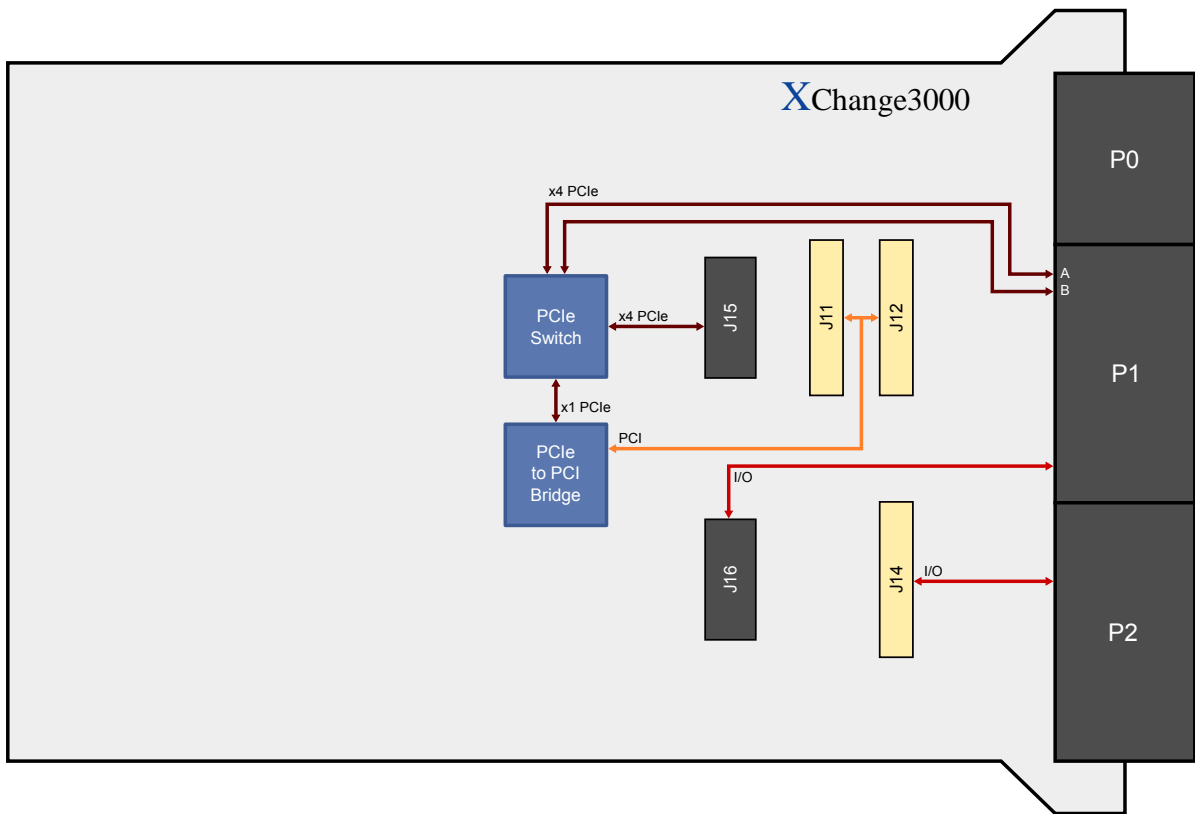 XChange3000
P0
x4 PCIe
A
B
P1
PCIe
Switch
x4 PCIe
J15
J11
J12
x1 PCIe
PCIe
to PCI
Bridge
PCI
I/O
J16
J14
I/O
P2